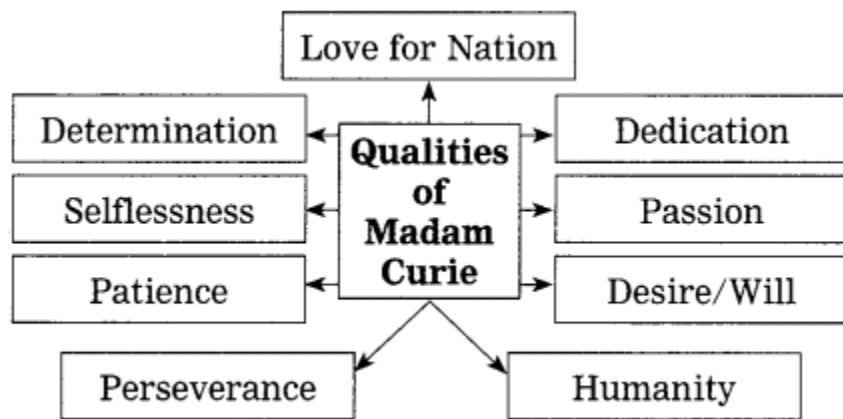 Love for Nation
Determination
Dedication
Qualities
of
Madam
Curie
Selflessness
Passion
Patience
Desire/Will
Perseverance
Humanity